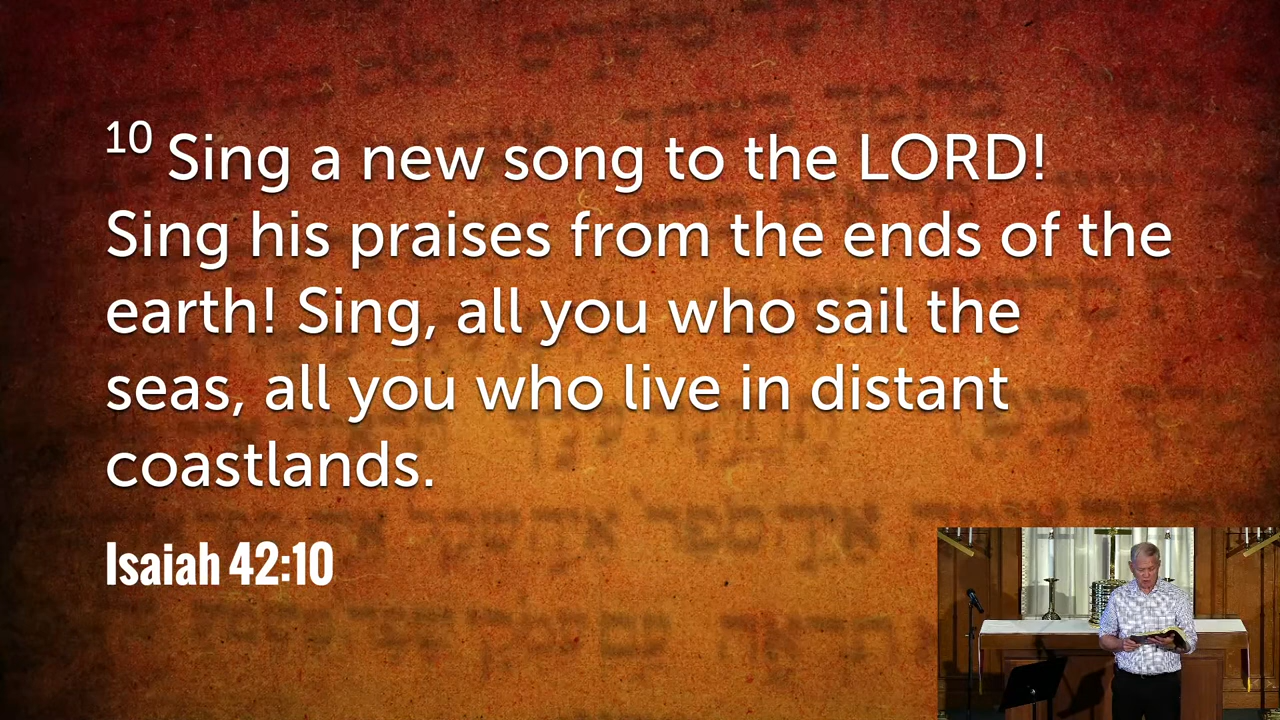 10 Sing a new song to the LORD!
Sing his praises from the ends of the
earth! Sing, all you who sail the
seas, all you who live in distant
coastlands.
Isaiah 42:10